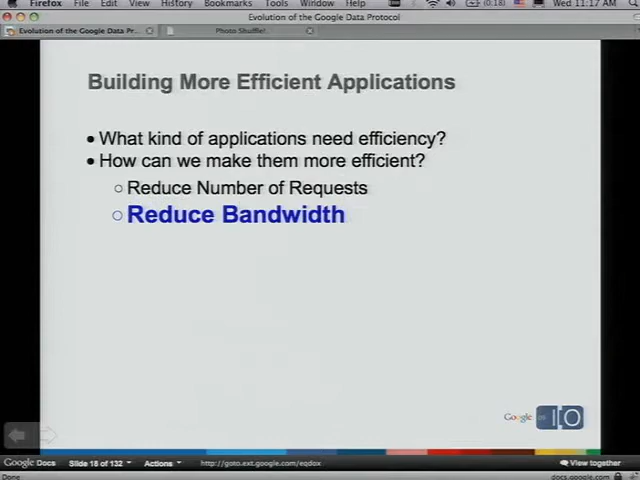 Firefox File Edit View History Bookmarks Tools Window Help (0:18) Wed 11:17 AM
Evolution of the Google Data Protocol
Evolution of the Google Data Pr...
Photo Shuffle!
Building More Efficient Applications
• What kind of applications need efficiency?
• How can we make them more efficient?
○ Reduce Number of Requests
○ Reduce Bandwidth
Google I/O
Google Docs Slide 18 of 132 Actions http://goto.ext.google.com/eqdox View together
Done docs.google.com